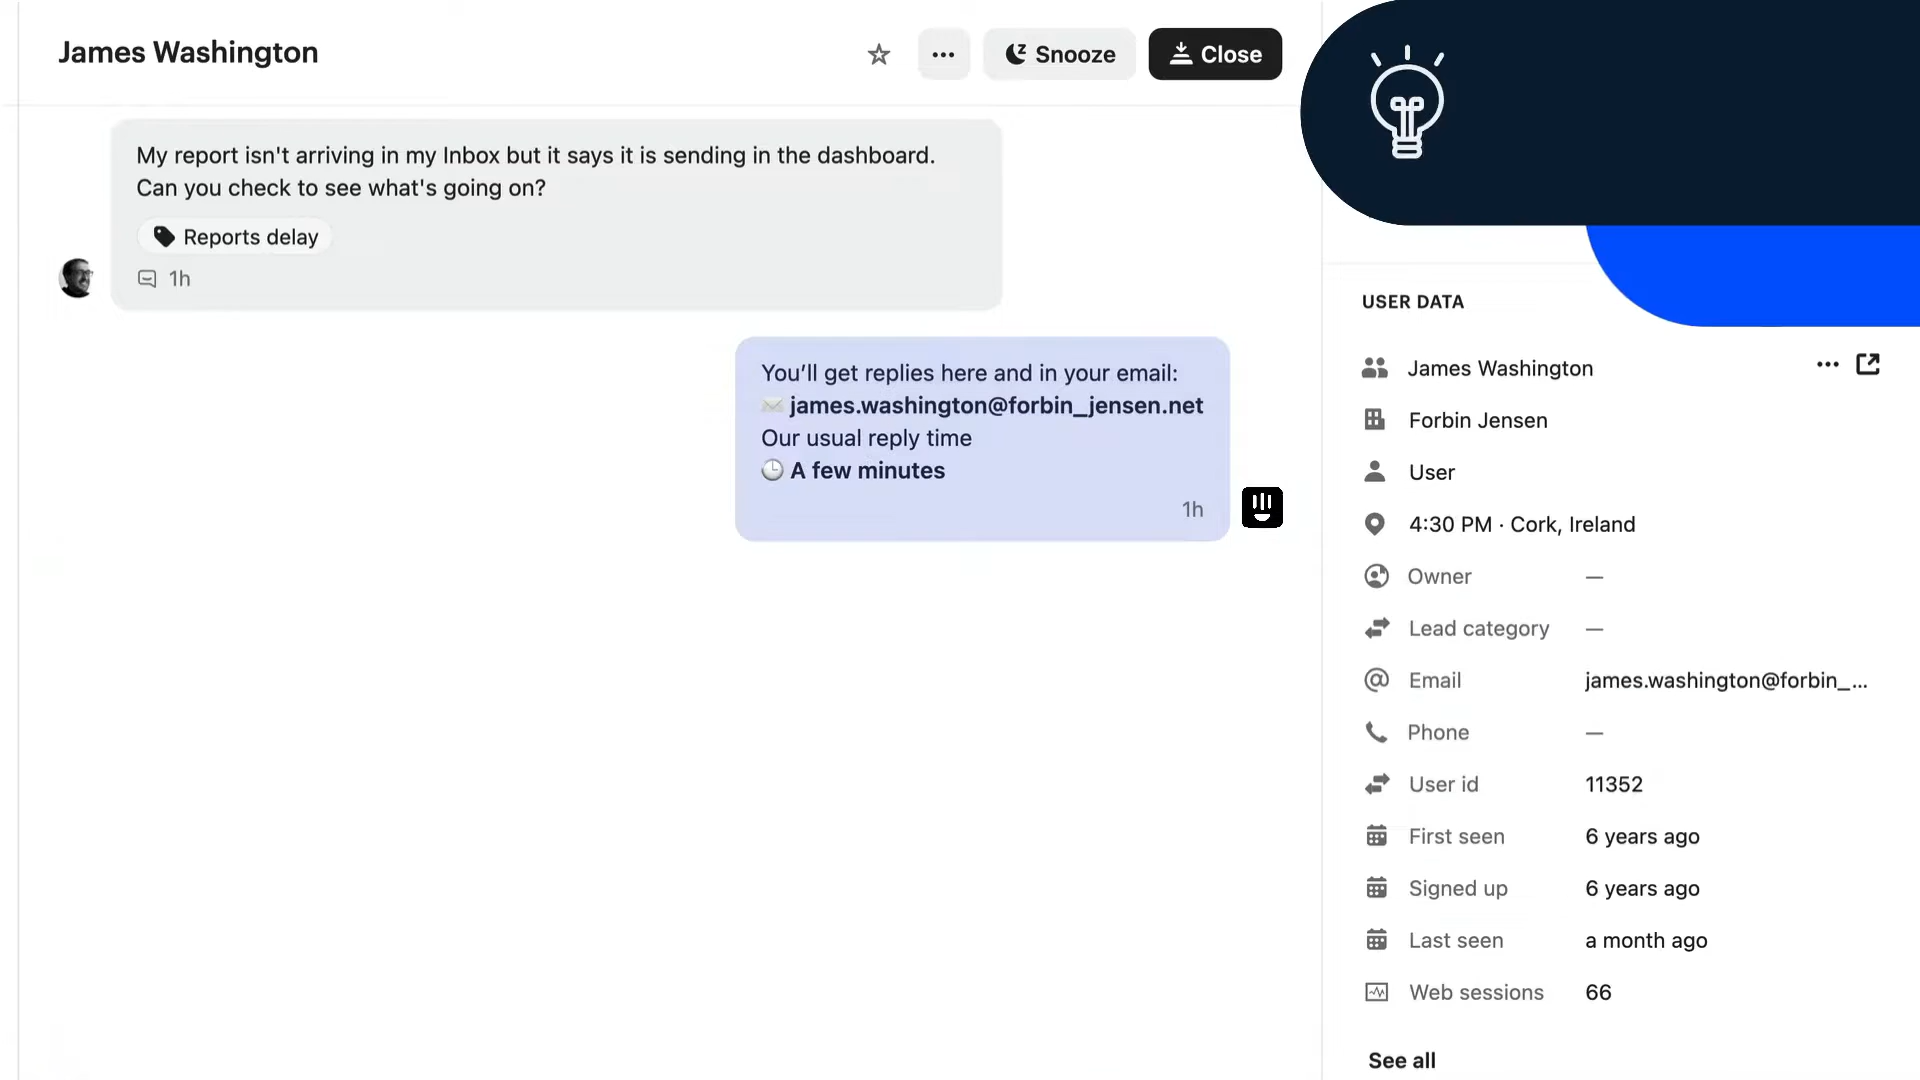 James Washington
Snooze
Close
My report isn't arriving in my Inbox but it says it is sending in the dashboard.
Can you check to see what's going on?
Reports delay
1h
You’ll get replies here and in your email:
james.washington@forbin_jensen.net
Our usual reply time
A few minutes
1h
USER DATA
James Washington
Forbin Jensen
User
4:30 PM · Cork, Ireland
Owner —
Lead category —
Email james.washington@forbin_...
Phone —
User id 11352
First seen 6 years ago
Signed up 6 years ago
Last seen a month ago
Web sessions 66
See all